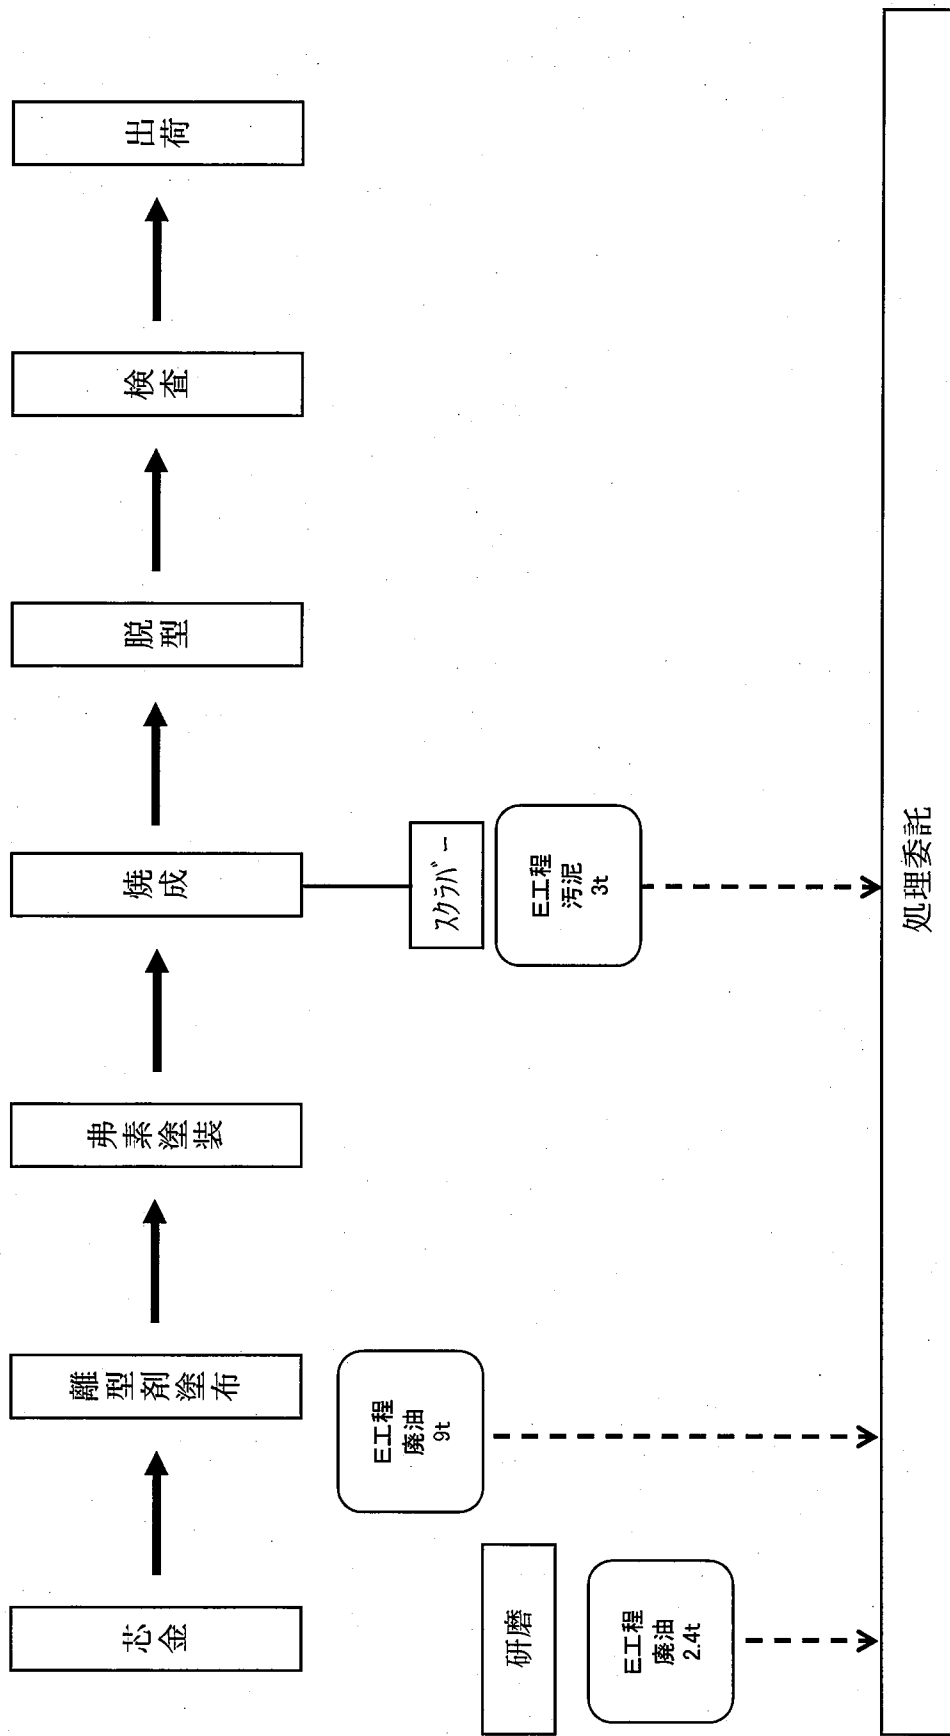 芯金
離型剤塗布
弗素塗装
焼成
脱型
検査
出荷
研磨
E工程
廃油
2.4t
E工程
廃油
9t
スクラバー
E工程
汚泥
3t
処理委託